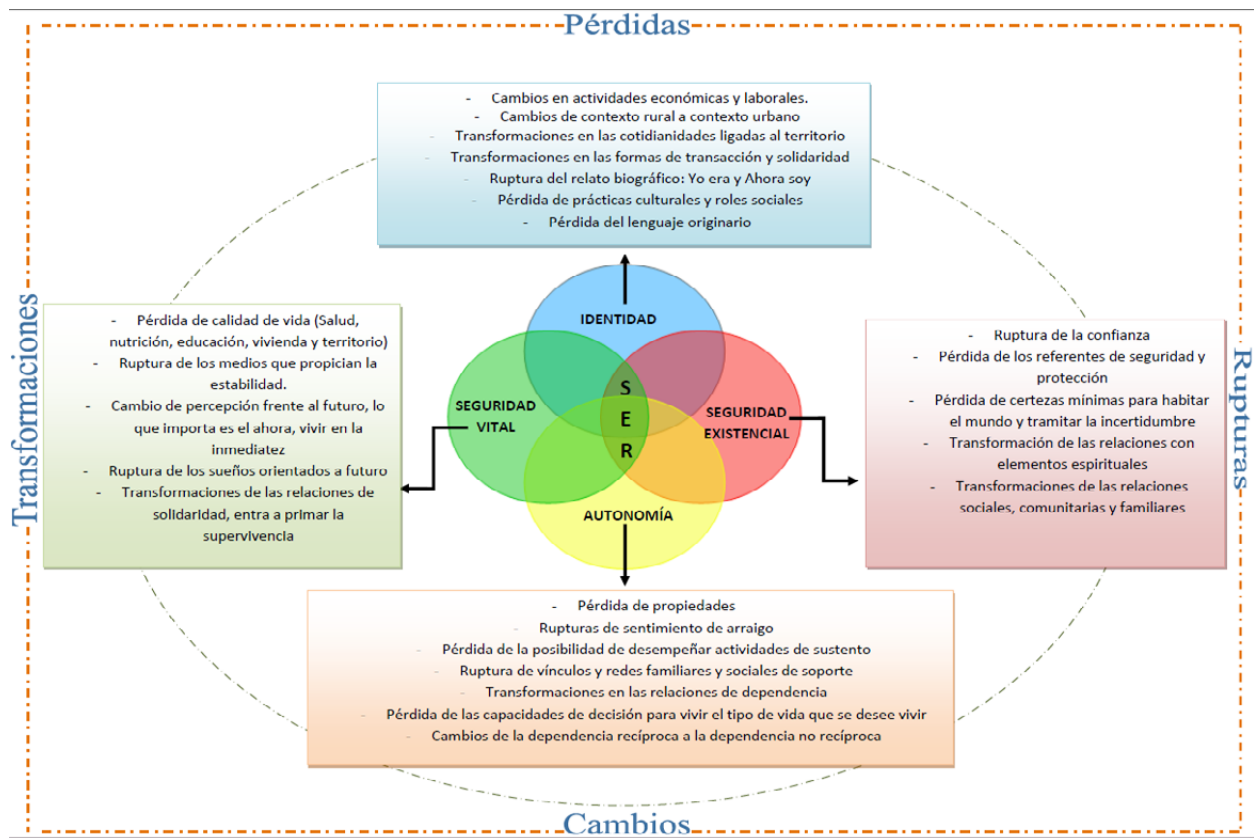 Pérdidas
- Cambios en actividades económicas y laborales.
- Cambios de contexto rural a contexto urbano
- Transformaciones en las cotidianidades ligadas al territorio
- Transformaciones en las formas de transacción y solidaridad
- Ruptura del relato biográfico: Yo era y Ahora soy
- Pérdida de prácticas culturales y roles sociales
- Pérdida del lenguaje originario
Transformaciones
- Pérdida de calidad de vida (Salud,
nutrición, educación, vivienda y territorio)
- Ruptura de los medios que propician la
estabilidad.
- Cambio de percepción frente al futuro, lo
que importa es el ahora, vivir en la
inmediatez
- Ruptura de los sueños orientados a futuro
- Transformaciones de las relaciones de
solidaridad, entra a primar la
supervivencia
IDENTIDAD
SEGURIDAD
VITAL
S
E
R
SEGURIDAD
EXISTENCIAL
AUTONOMÍA
- Ruptura de la confianza
- Pérdida de los referentes de seguridad y
protección
- Pérdida de certezas mínimas para habitar
el mundo y tramitar la incertidumbre
- Transformación de las relaciones con
elementos espirituales
- Transformaciones de las relaciones
sociales, comunitarias y familiares
Rupturas
- Pérdida de propiedades
- Rupturas de sentimiento de arraigo
- Pérdida de la posibilidad de desempeñar actividades de sustento
- Ruptura de vínculos y redes familiares y sociales de soporte
- Transformaciones en las relaciones de dependencia
- Pérdida de las capacidades de decisión para vivir el tipo de vida que se desee vivir
- Cambios de la dependencia recíproca a la dependencia no recíproca
Cambios